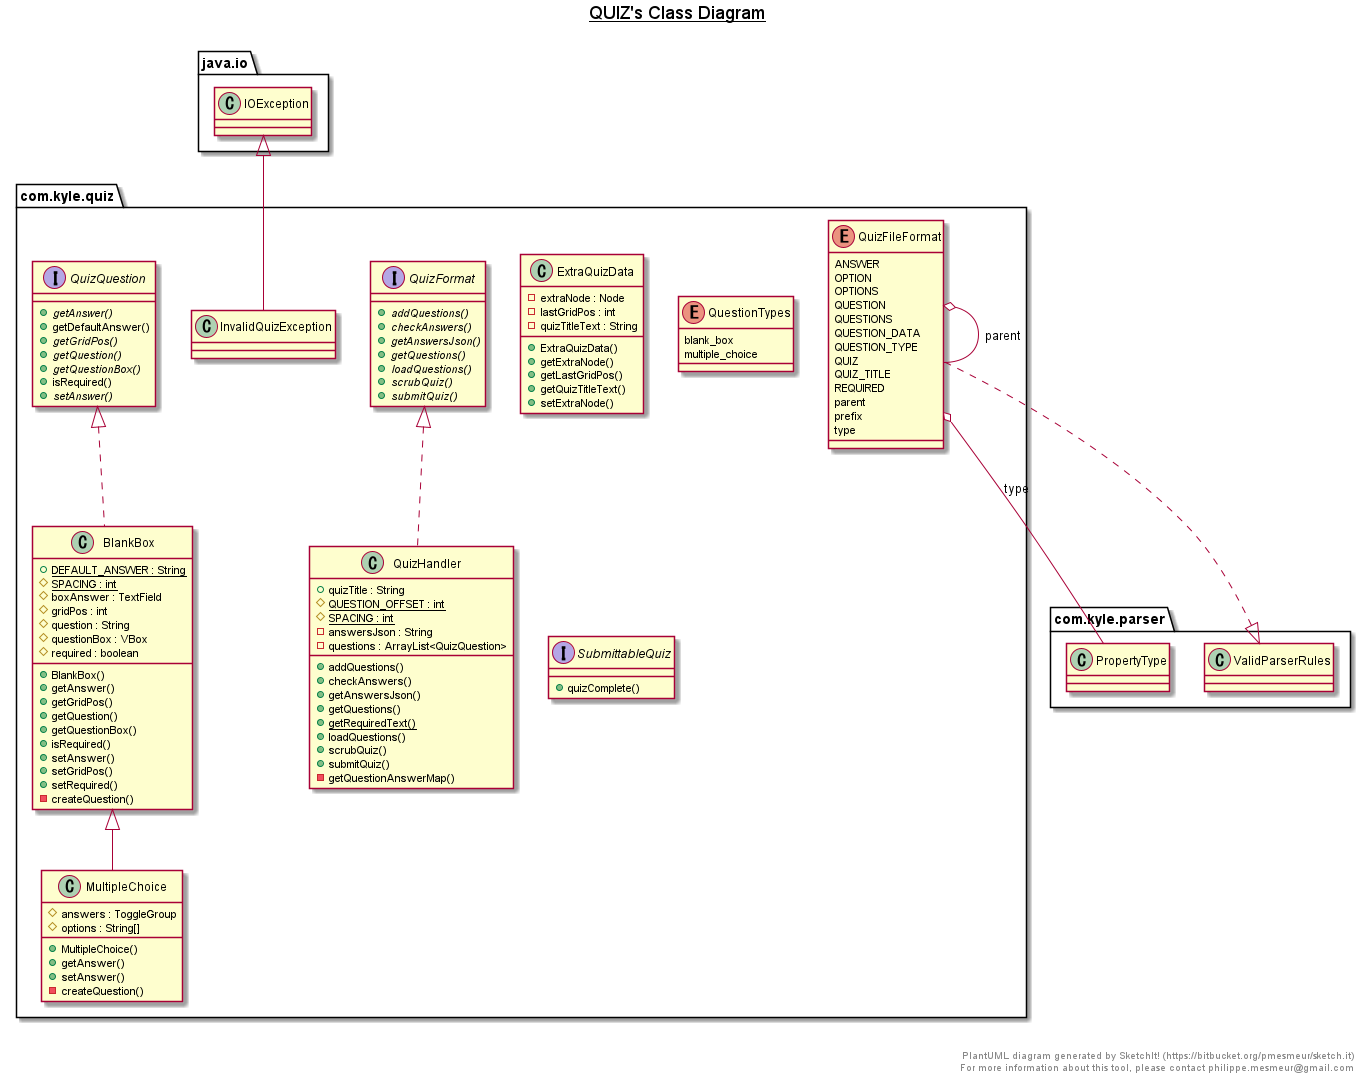 QUIZ's Class Diagram
java.io
C IOException
com.kyle.quiz
I QuizQuestion
getAnswer()
getDefaultAnswer()
getGridPos()
getQuestion()
getQuestionBox()
isRequired()
setAnswer()
C InvalidQuizException
I QuizFormat
addQuestions()
checkAnswers()
getAnswersJson()
getQuestions()
loadQuestions()
scrubQuiz()
submitQuiz()
C ExtraQuizData
extraNode : Node
lastGridPos : int
quizTitleText : String
ExtraQuizData()
getExtraNode()
getLastGridPos()
getQuizTitleText()
setExtraNode()
E QuestionTypes
blank_box
multiple_choice
E QuizFileFormat
ANSWER
OPTION
OPTIONS
QUESTION
QUESTIONS
QUESTION_DATA
QUESTION_TYPE
QUIZ
QUIZ_TITLE
REQUIRED
parent
prefix
type
parent
type
C BlankBox
DEFAULT_ANSWER : String
SPACING : int
boxAnswer : TextField
gridPos : int
question : String
questionBox : VBox
required : boolean
BlankBox()
getAnswer()
getGridPos()
getQuestion()
getQuestionBox()
isRequired()
setAnswer()
setGridPos()
setRequired()
createQuestion()
C QuizHandler
quizTitle : String
QUESTION_OFFSET : int
SPACING : int
answersJson : String
questions : ArrayList<QuizQuestion>
addQuestions()
checkAnswers()
getAnswersJson()
getQuestions()
getRequiredText()
loadQuestions()
scrubQuiz()
submitQuiz()
getQuestionAnswerMap()
I SubmittableQuiz
quizComplete()
com.kyle.parser
C PropertyType
C ValidParserRules
C MultipleChoice
answers : ToggleGroup
options : String[]
MultipleChoice()
getAnswer()
setAnswer()
createQuestion()
PlantUML diagram generated by SketchIt! (https://bitbucket.org/pmesmeur/sketch.it)
For more information about this tool, please contact philippe.mesmeur@gmail.com